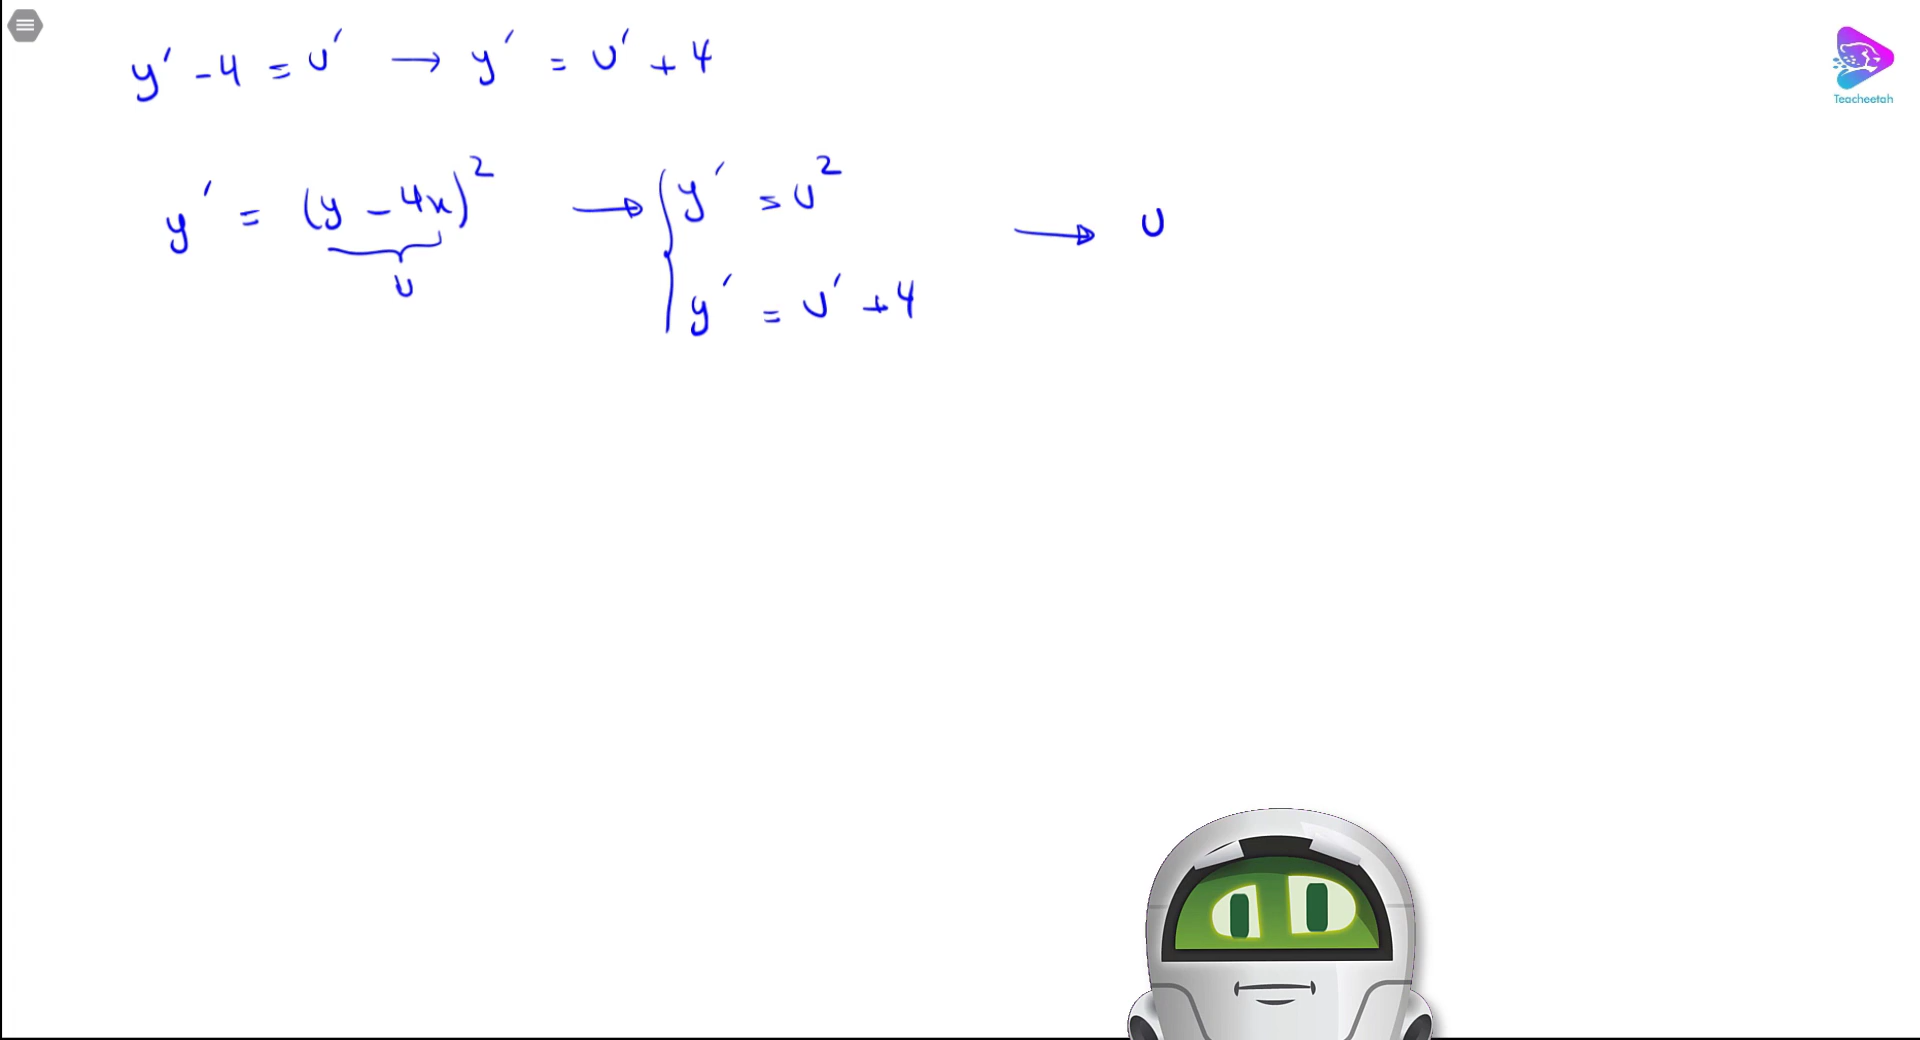 y' - 4 = u' → y' = u' + 4
Teacheetah
y' = (y - 4x)² → { y' = u² → u
u
y' = u' + 4